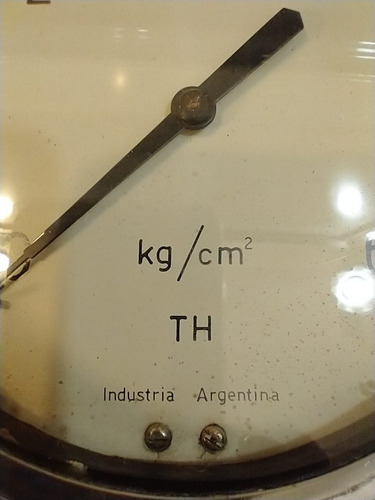 kg/cm²
TH
Industria Argentina